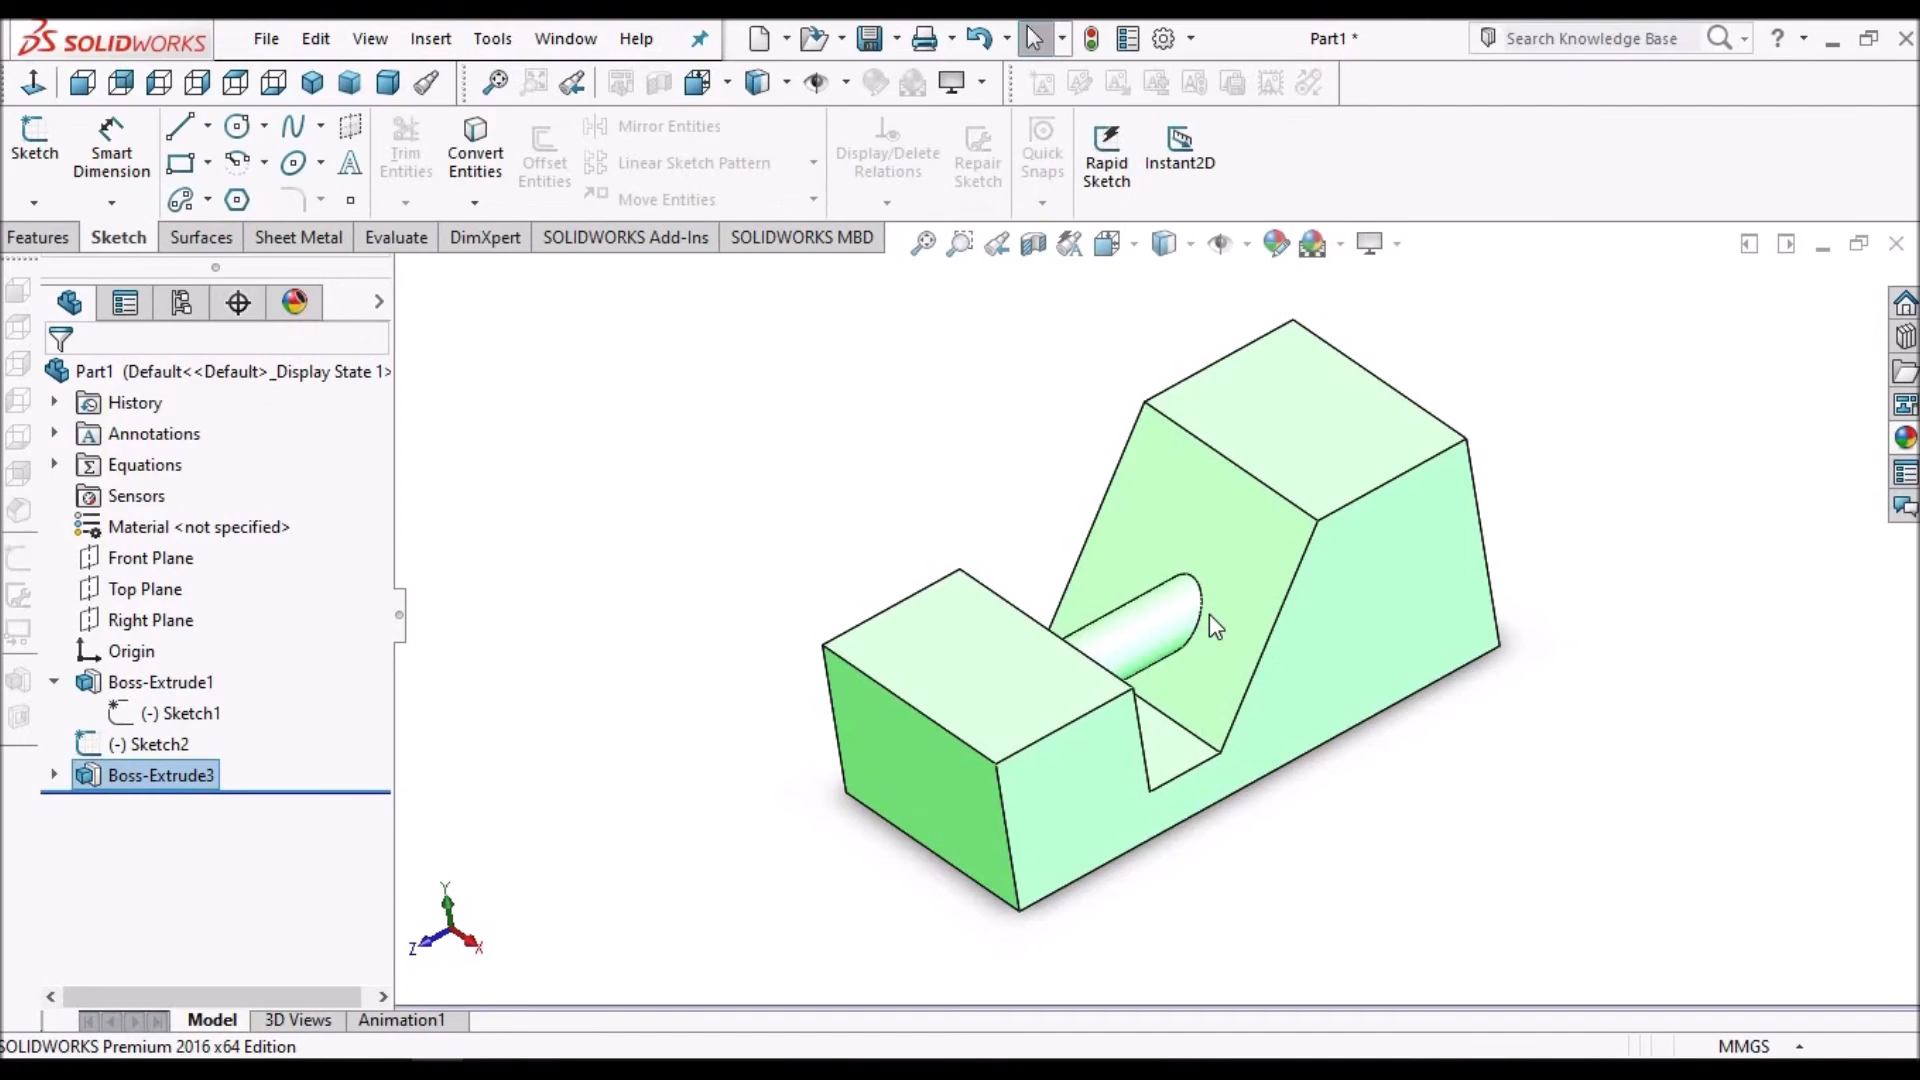 SOLIDWORKS File Edit View Insert Tools Window Help Part1 * Search Knowledge Base ?
Sketch Smart Dimension Trim Entities Convert Entities Offset Entities Mirror Entities Linear Sketch Pattern Move Entities Display/Delete Relations Repair Sketch Quick Snaps Rapid Sketch Instant2D
Features Sketch Surfaces Sheet Metal Evaluate DimXpert SOLIDWORKS Add-Ins SOLIDWORKS MBD
Part1 (Default<<Default>_Display State 1>
History
Annotations
Equations
Sensors
Material <not specified>
Front Plane
Top Plane
Right Plane
Origin
Boss-Extrude1
(-) Sketch1
(-) Sketch2
Boss-Extrude3
Y
Z X
Model 3D Views Animation1
SOLIDWORKS Premium 2016 x64 Edition MMGS